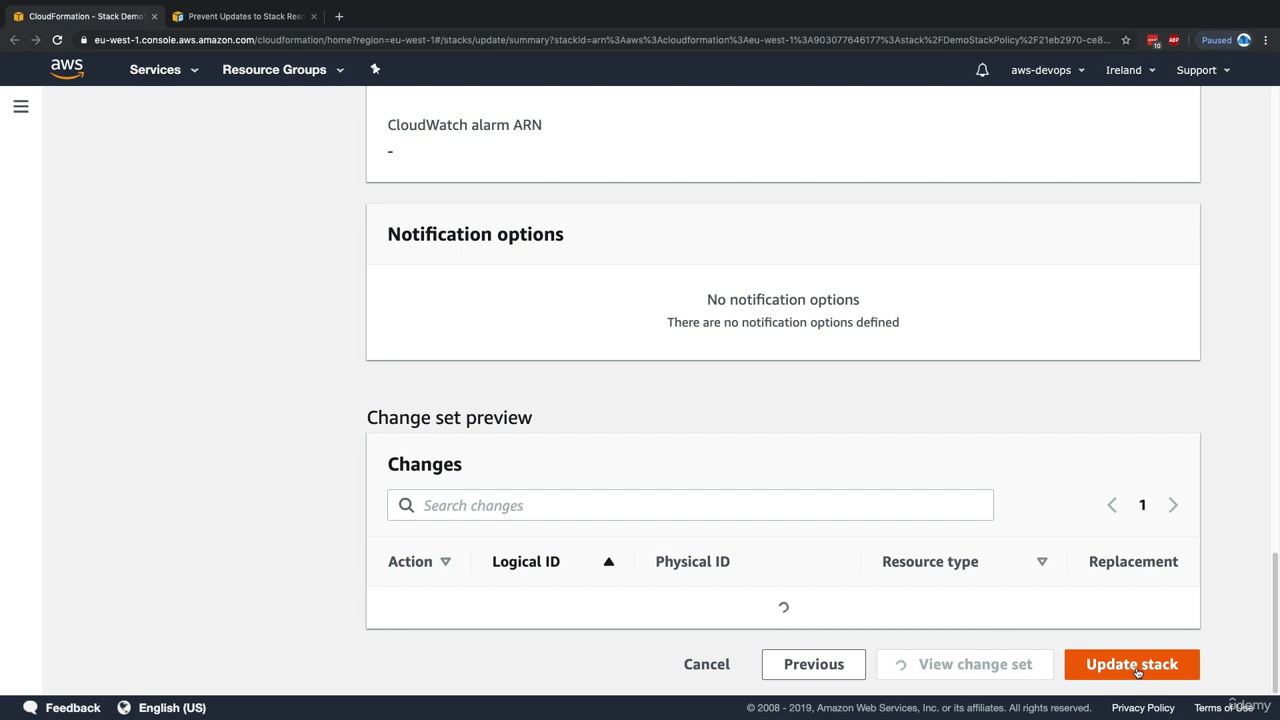 CloudFormation - Stack Demo
Prevent Updates to Stack Reso
eu-west-1.console.aws.amazon.com/cloudformation/home?region=eu-west-1#/stacks/update/summary?stackId=arn%3Aaws%3Acloudformation%3Aeu-west-1%3A903077646177%3Astack%2FDemoStackPolicy%2F21eb2970-ce8...
10
ABP
Paused
aws
Services
Resource Groups
aws-devops
Ireland
Support
CloudWatch alarm ARN
-
Notification options
No notification options
There are no notification options defined
Change set preview
Changes
Search changes
1
Action
Logical ID
Physical ID
Resource type
Replacement
Cancel
Previous
View change set
Update stack
Feedback
English (US)
© 2008 - 2019, Amazon Web Services, Inc. or its affiliates. All rights reserved.
Privacy Policy
Terms of Use
ûdemy